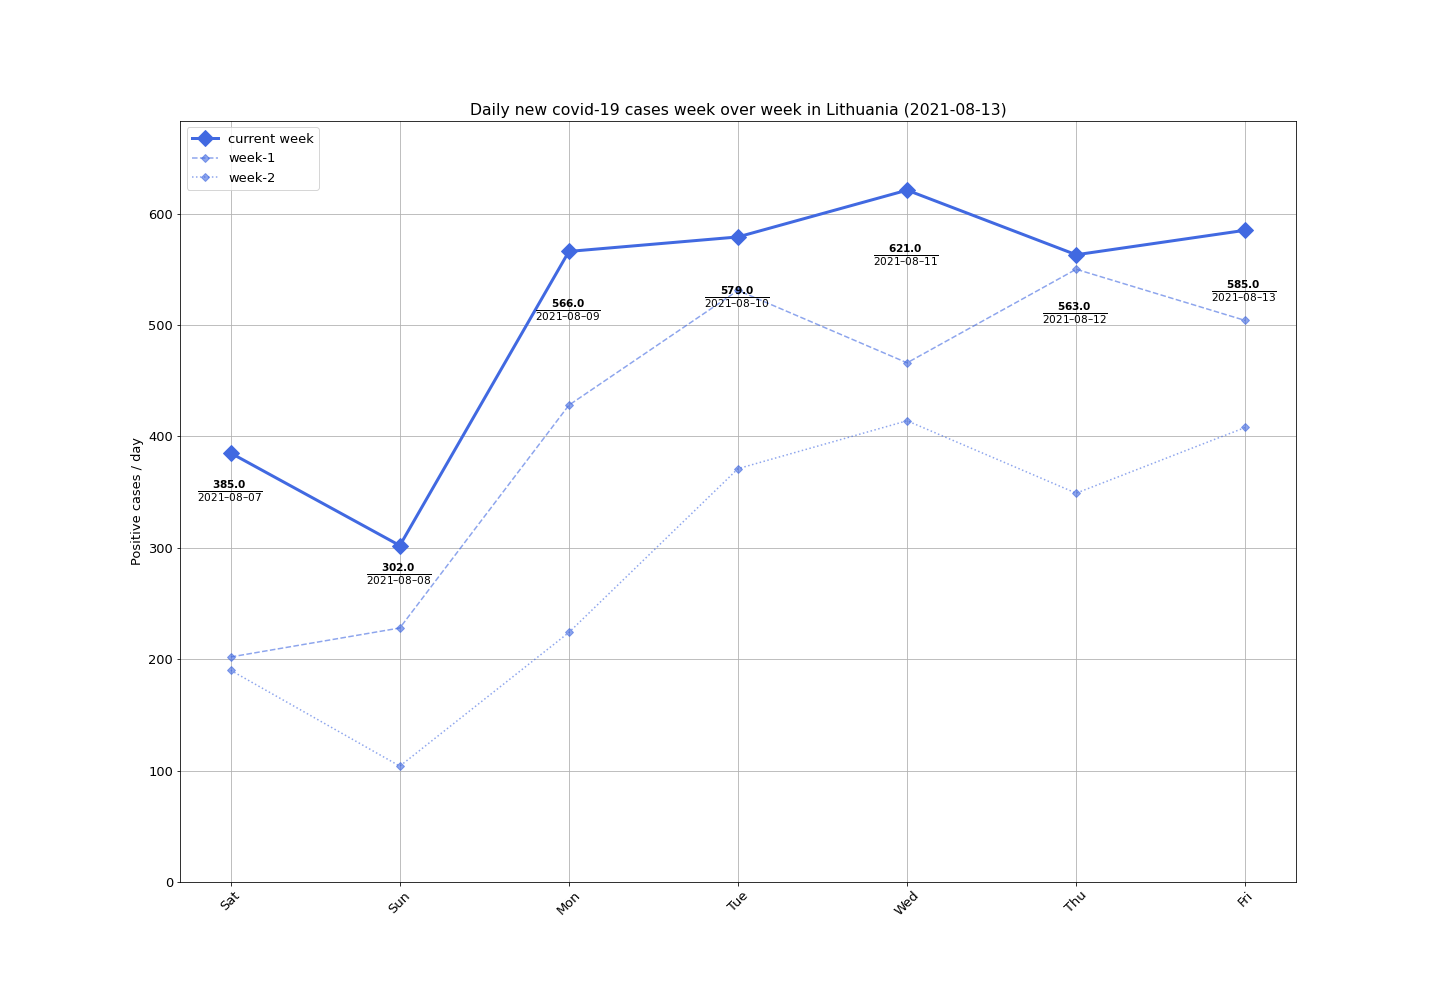 Daily new covid-19 cases week over week in Lithuania (2021-08-13)
current week
week-1
week-2
Positive cases / day
600
500
400
300
200
100
0
385.0
2021-08-07
302.0
2021-08-08
566.0
2021-08-09
579.0
2021-08-10
621.0
2021-08-11
563.0
2021-08-12
585.0
2021-08-13
Sat
Sun
Mon
Tue
Wed
Thu
Fri